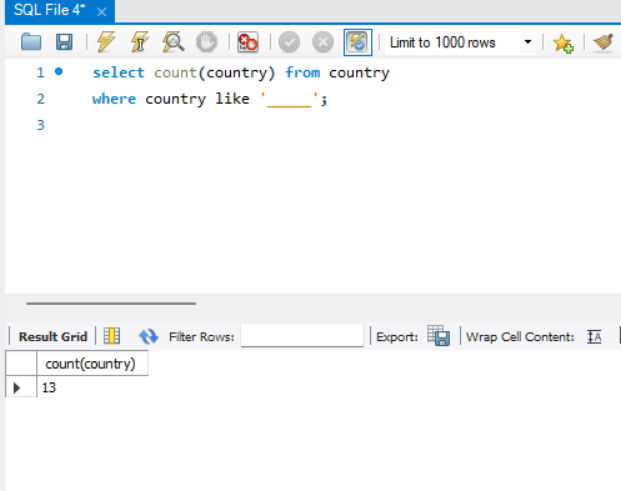 SQL File 4*
Limit to 1000 rows
1 select count(country) from country
2 where country like '_____';
3
Result Grid Filter Rows: Export: Wrap Cell Content:
count(country)
13